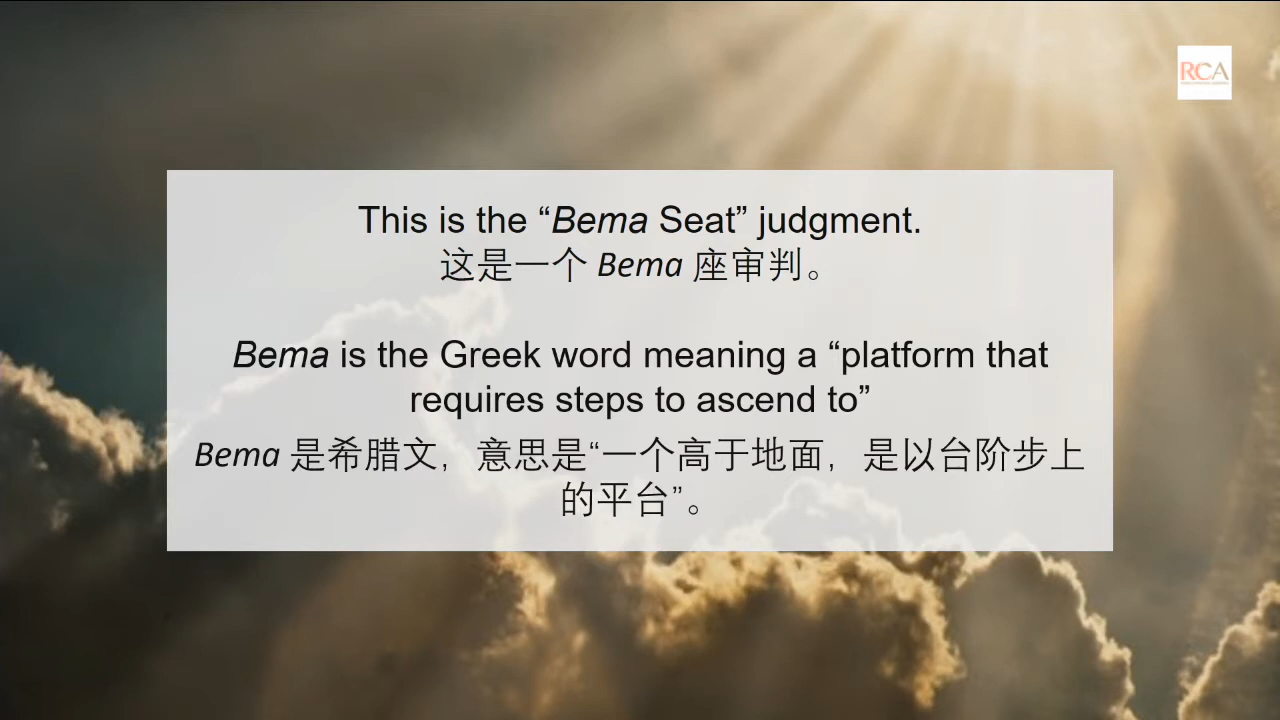 RCA
This is the “Bema Seat” judgment.
这是一个 Bema 座审判。
Bema is the Greek word meaning a “platform that
requires steps to ascend to”
Bema 是希腊文，意思是“一个高于地面，是以台阶步上
的平台”。